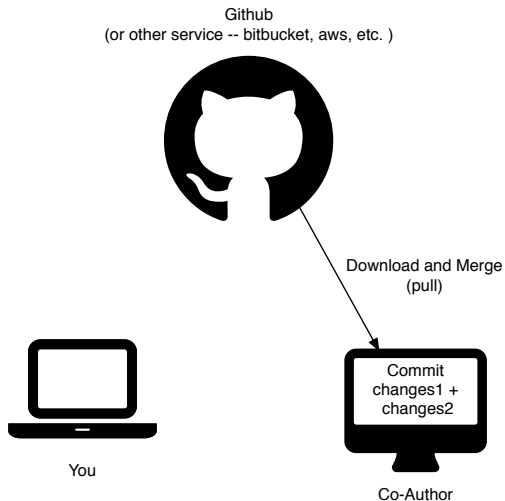 Github
(or other service -- bitbucket, aws, etc. )
Download and Merge
(pull)
Commit
changes1 +
changes2
You
Co-Author